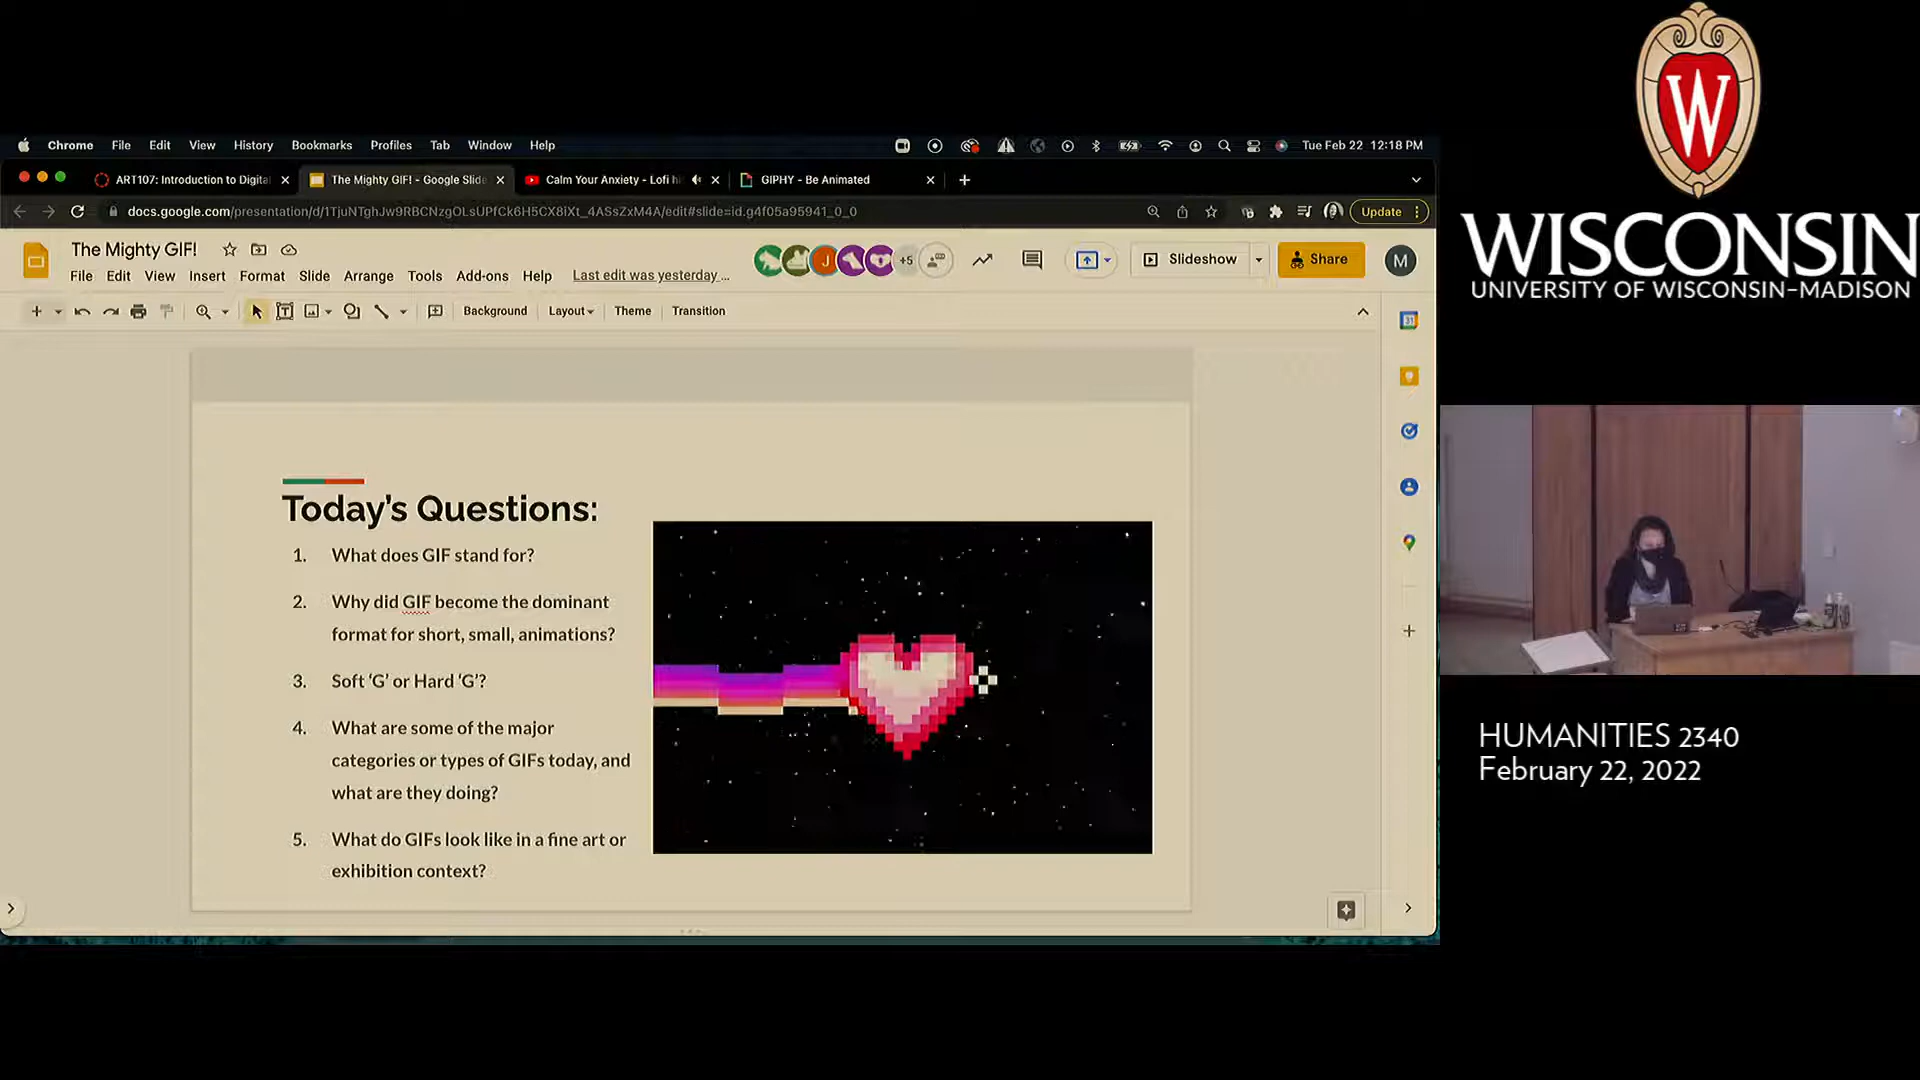 Chrome File Edit View History Bookmarks Profiles Tab Window Help Tue Feb 22 12:18 PM
ART107: Introduction to Digital The Mighty GIF! - Google Slide Calm Your Anxiety - Lofi GIPHY - Be Animated
docs.google.com/presentation/d/1TjuNTghJw9RBCNzgOLsUPfCk6H5CX8iXt_4ASsZxM4A/edit#slide=id.g4f05a95941_0_0 Update
The Mighty GIF!
J +5 Slideshow Share M
File Edit View Insert Format Slide Arrange Tools Add-ons Help Last edit was yesterday ...
Background Layout Theme Transition
31
Today's Questions:
1. What does GIF stand for?
2. Why did GIF become the dominant
format for short, small, animations?
3. Soft ‘G’ or Hard ‘G’?
4. What are some of the major
categories or types of GIFs today, and
what are they doing?
5. What do GIFs look like in a fine art or
exhibition context?
W
WISCONSIN
UNIVERSITY OF WISCONSIN–MADISON
HUMANITIES 2340
February 22, 2022